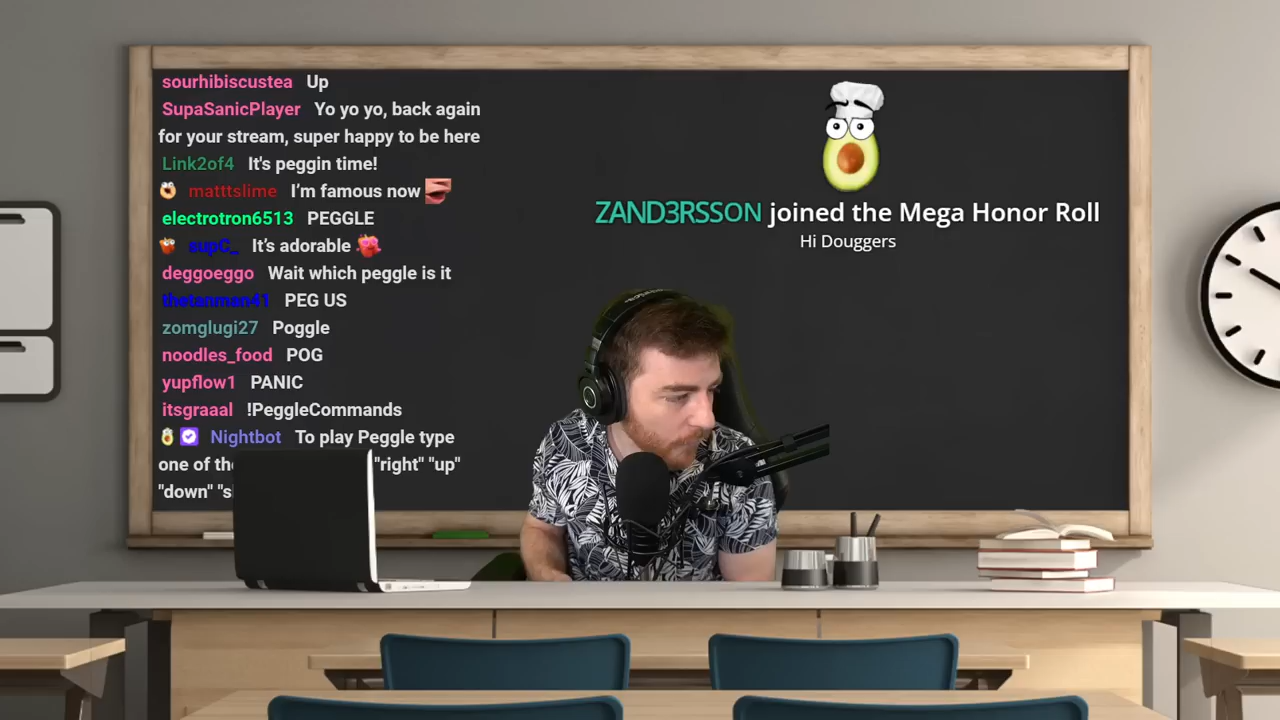 sourhibiscustea Up
SupaSanicPlayer Yo yo yo, back again
for your stream, super happy to be here
Link2of4 It's peggin time!
matttslime I'm famous now
electrotron6513 PEGGLE
supC_ It's adorable
deggoeggo Wait which peggle is it
thetanman41 PEG US
zomglugi27 Poggle
noodles_food POG
yupflow1 PANIC
itsgraaal !PeggleCommands
Nightbot To play Peggle type
one of the "right" "up"
"down"
ZAND3RSSON joined the Mega Honor Roll
Hi Douggers